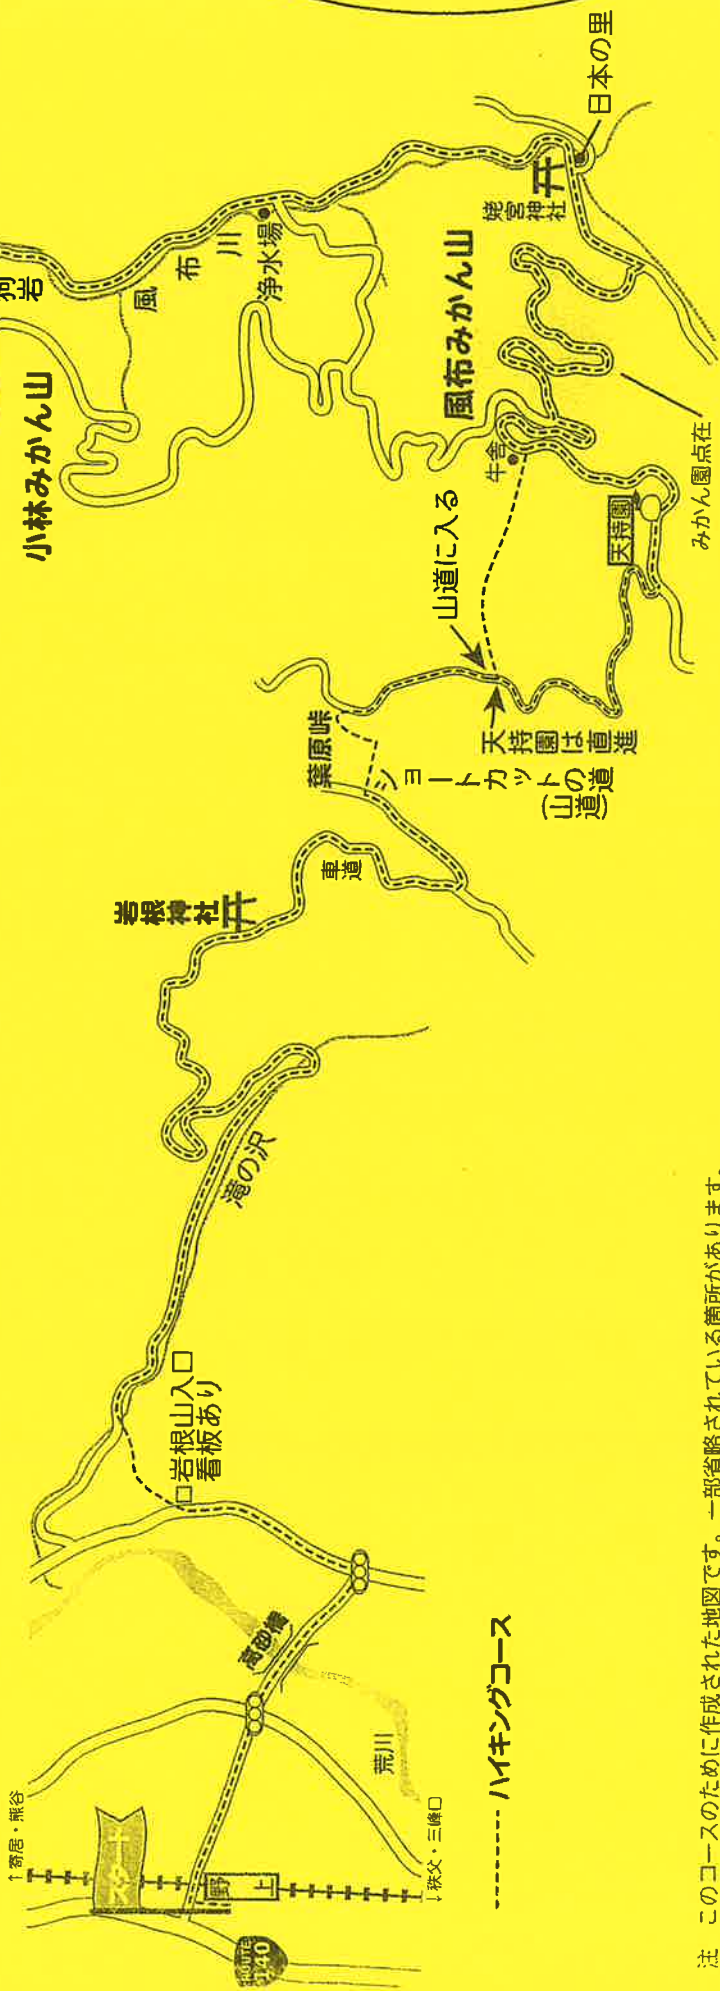 ↑寄居・熊谷
スタート
野上
ROUTE
140
↓秩父・三峰口
荒川
高砂橋
ハイキングコース
□岩根山入口
看板あり
滝の沢
岩根神社
車道
葉原峠
ショートカットの道
(山道)
天持園は直進
山道に入る
天持園
みかん園点在
牛舎
風布みかん山
小林みかん山
風布川
浄水場
姥宮神社
日本の里
注 このコースのために作成された地図です。一部省略されている箇所があります。